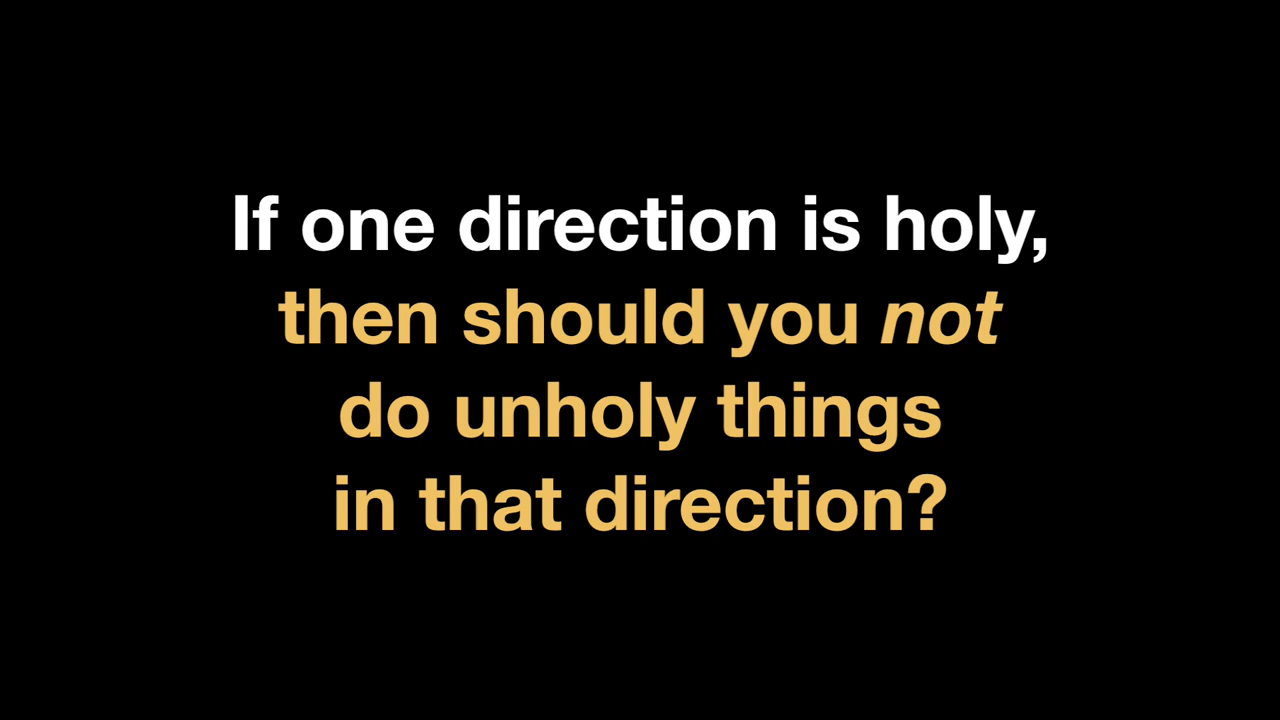 If one direction is holy,
then should you not
do unholy things
in that direction?